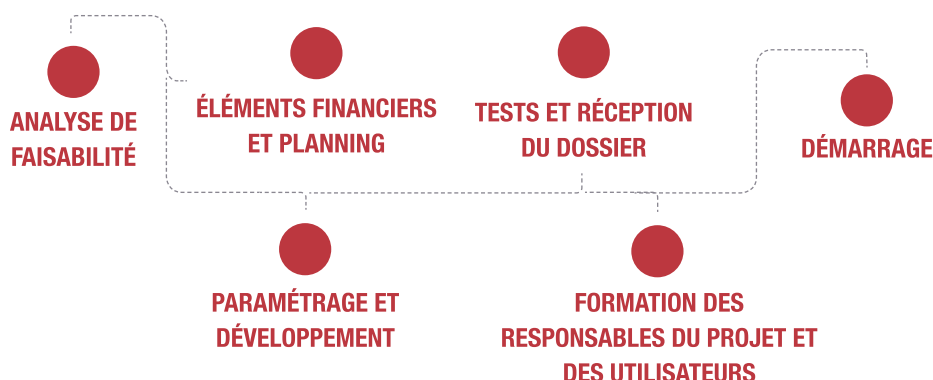 ANALYSE DE
FAISABILITÉ
ÉLÉMENTS FINANCIERS
ET PLANNING
PARAMÉTRAGE ET
DÉVELOPPEMENT
TESTS ET RÉCEPTION
DU DOSSIER
FORMATION DES
RESPONSABLES DU PROJET ET
DES UTILISATEURS
DÉMARRAGE